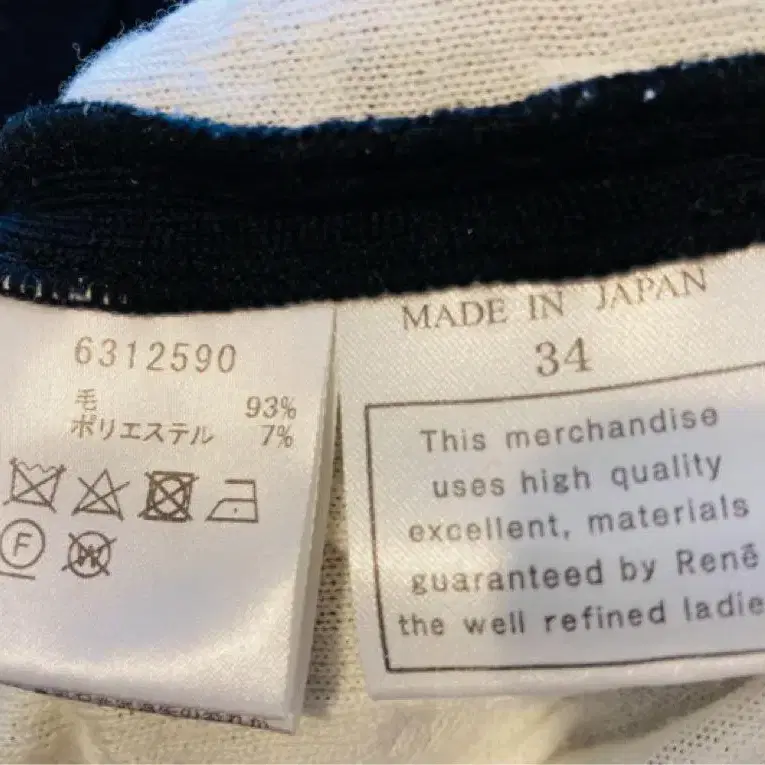 6312590
毛 93%
ポリエステル 7%
F
W
MADE IN JAPAN
34
This merchandise
uses high quality
excellent, materials
guaranteed by René
the well refined ladie